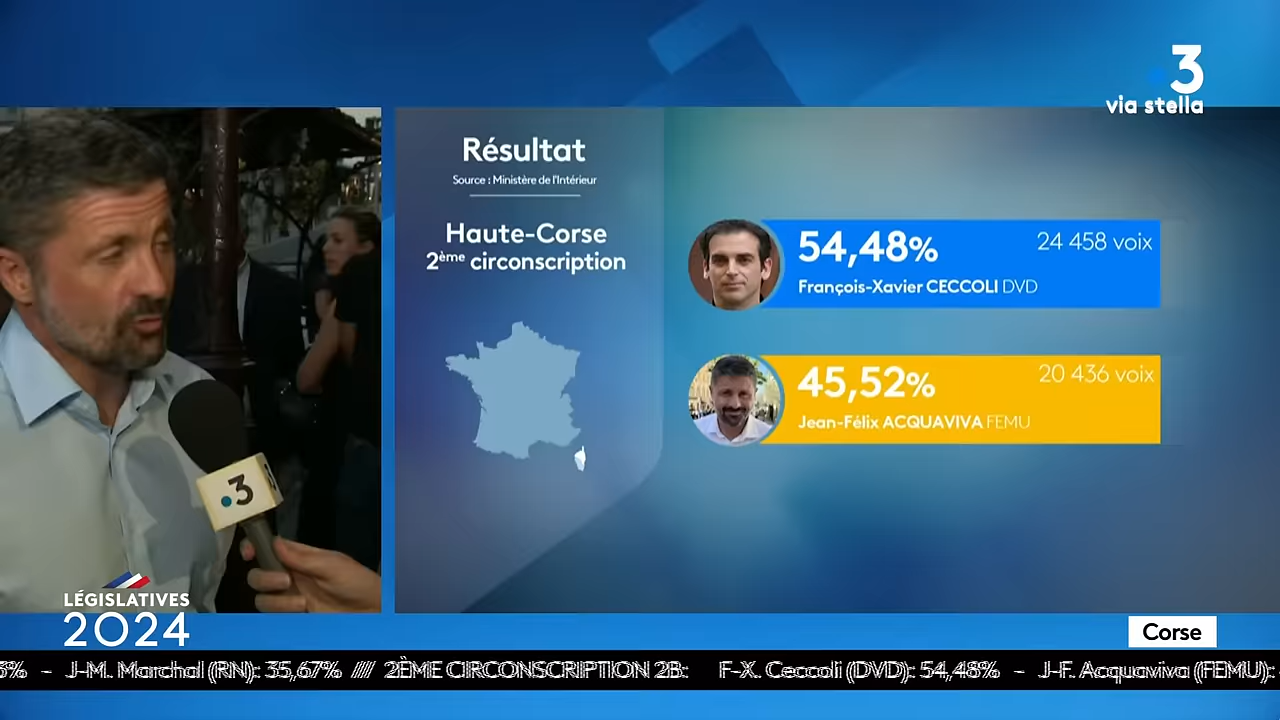 3
via stella
Résultat
Source : Ministère de l'Intérieur
Haute-Corse
2ème circonscription
54,48%
24 458 voix
François-Xavier CECCOLI DVD
45,52%
20 436 voix
Jean-Félix ACQUAVIVA FEMU
3
LÉGISLATIVES
2024
Corse
% - J-M. Marchal (RN): 35,67% /// 2ÈME CIRCONSCRIPTION 2B: F-X. Ceccoli (DVD): 54,48% - J-F. Acquaviva (FEMU):